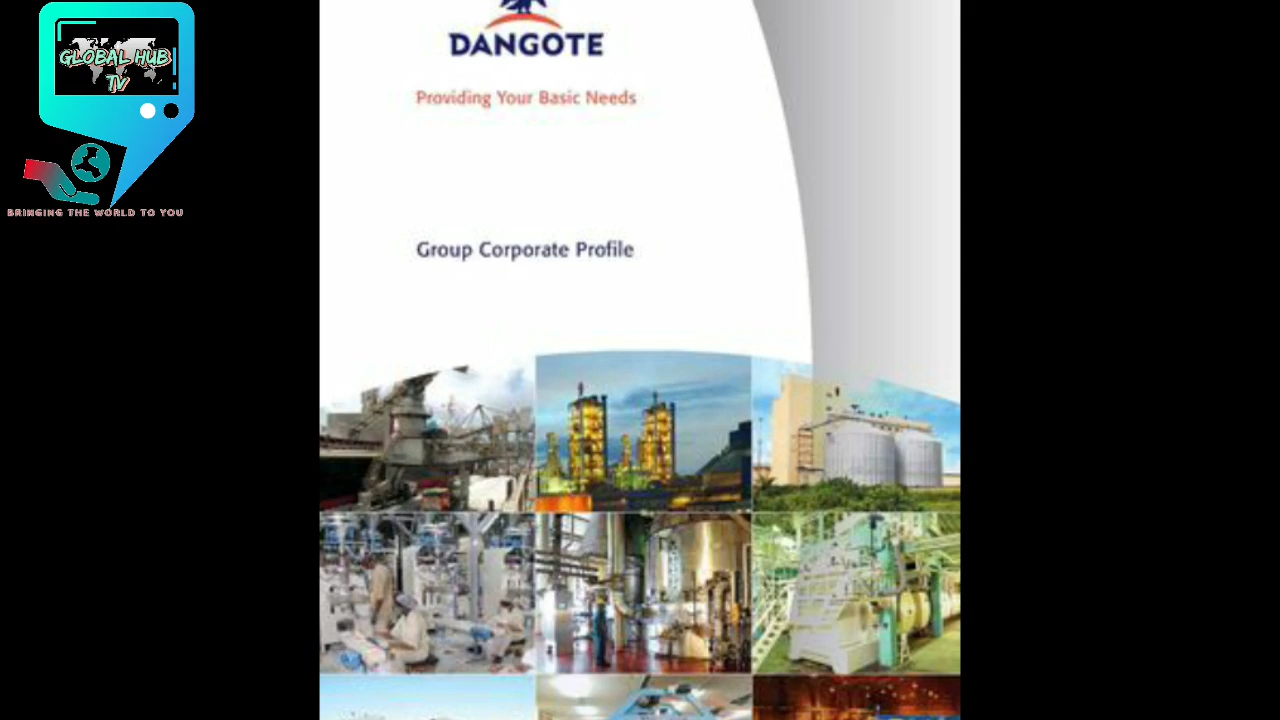 GLOBAL HUB
TV
BRINGING THE WORLD TO YOU
DANGOTE
Providing Your Basic Needs
Group Corporate Profile